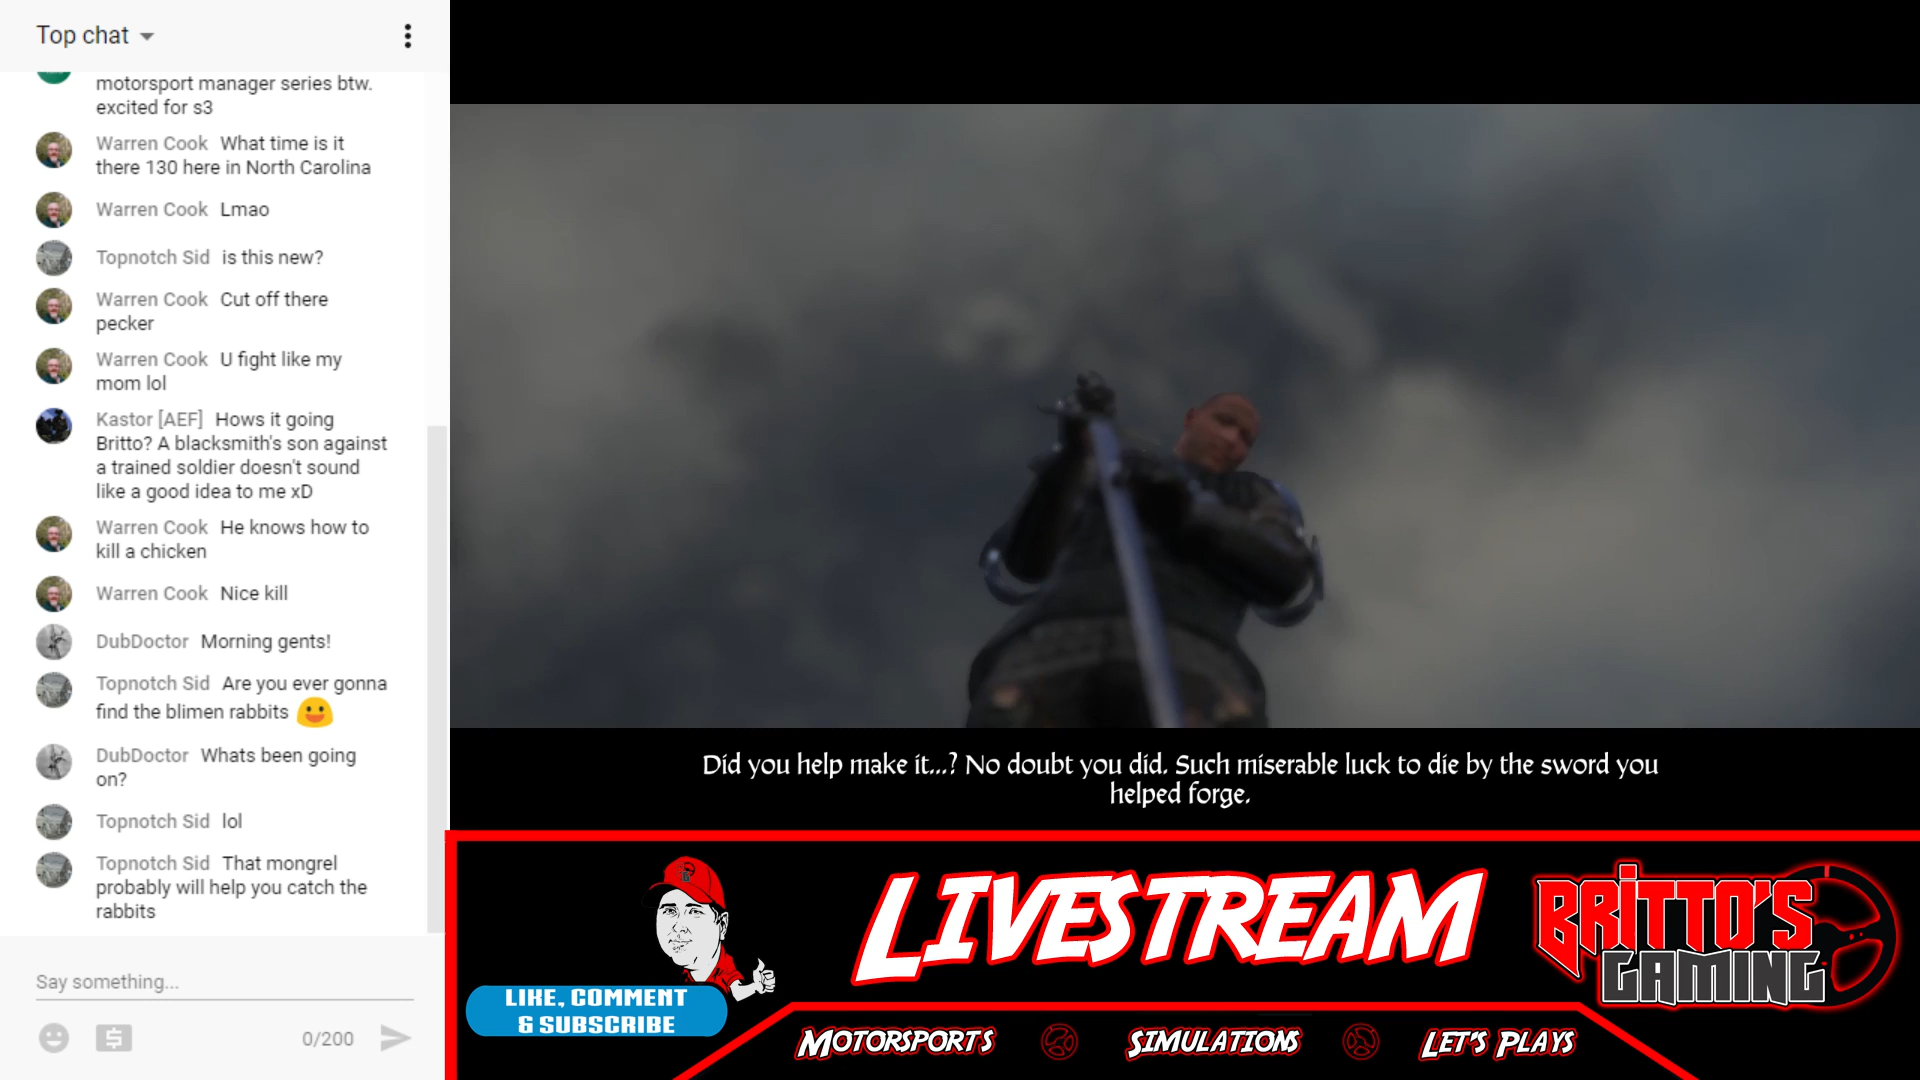 Top chat
motorsport manager series btw.
excited for s3
Warren Cook What time is it
there 130 here in North Carolina
Warren Cook Lmao
Topnotch Sid is this new?
Warren Cook Cut off there
pecker
Warren Cook U fight like my
mom lol
Kastor [AEF] Hows it going
Britto? A blacksmith's son against
a trained soldier doesn't sound
like a good idea to me xD
Warren Cook He knows how to
kill a chicken
Warren Cook Nice kill
DubDoctor Morning gents!
Topnotch Sid Are you ever gonna
find the blimen rabbits
DubDoctor Whats been going
on?
Topnotch Sid lol
Topnotch Sid That mongrel
probably will help you catch the
rabbits
Say something...
0/200
Did you help make it...? No doubt you did. Such miserable luck to die by the sword you
helped forge.
LIKE, COMMENT
& SUBSCRIBE
LIVESTREAM
BRITTO'S
GAMING
MOTORSPORTS
SIMULATIONS
LET'S PLAYS